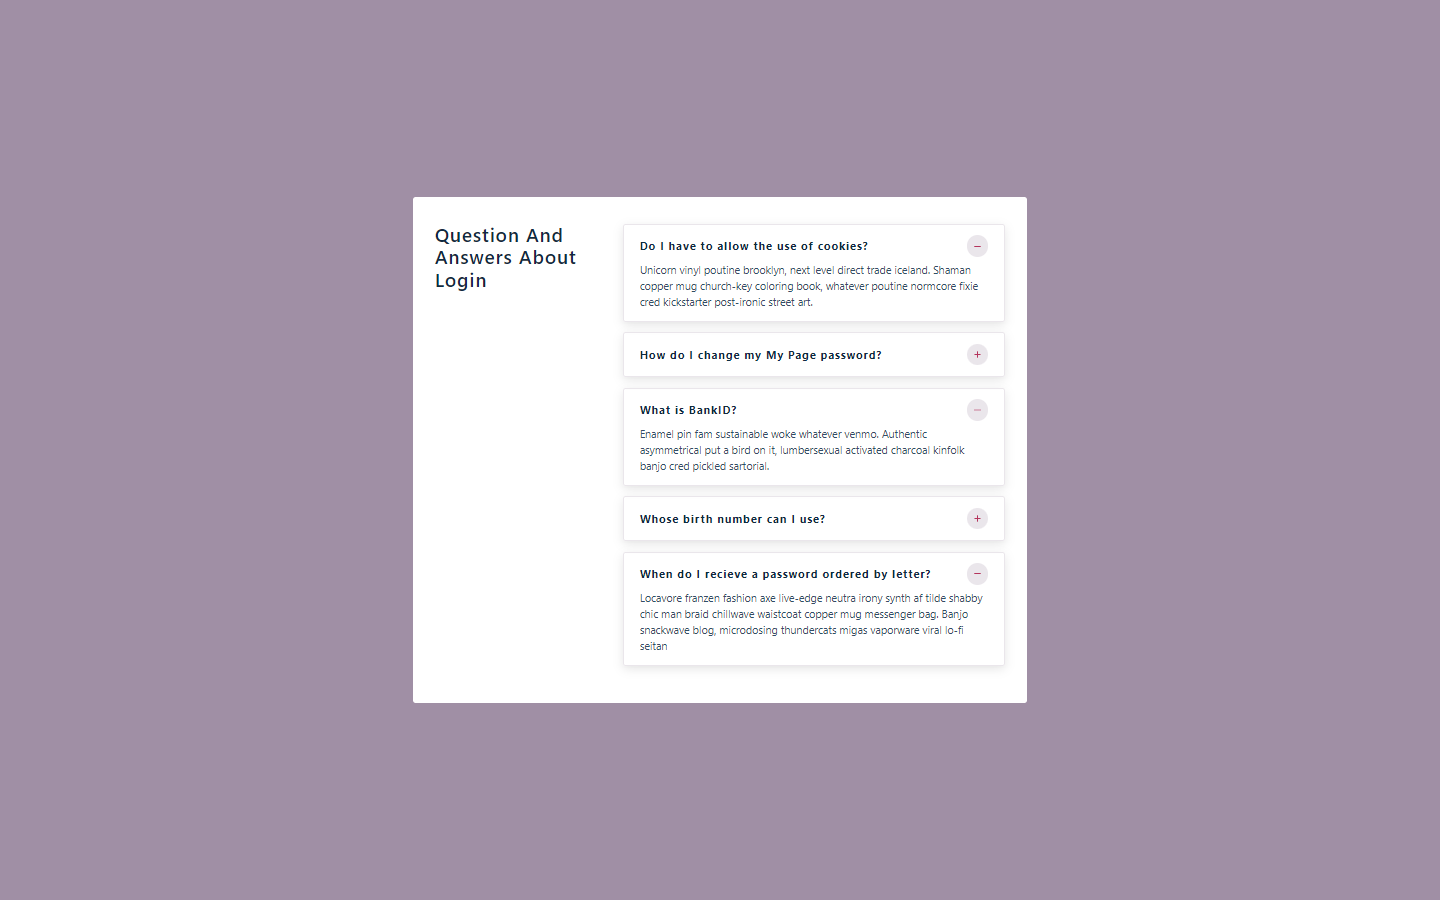 Question And
Answers About
Login
Do I have to allow the use of cookies?
Unicorn vinyl poutine brooklyn, next level direct trade iceland. Shaman
copper mug church-key coloring book, whatever poutine normcore fixie
cred kickstarter post-ironic street art.
How do I change my My Page password?
What is BankID?
Enamel pin fam sustainable woke whatever venmo. Authentic
asymmetrical put a bird on it, lumbersexual activated charcoal kinfolk
banjo cred pickled sartorial.
Whose birth number can I use?
When do I recieve a password ordered by letter?
Locavore franzen fashion axe live-edge neutra irony synth af tilde shabby
chic man braid chillwave waistcoat copper mug messenger bag. Banjo
snackwave blog, microdosing thundercats migas vaporware viral lo-fi
seitan